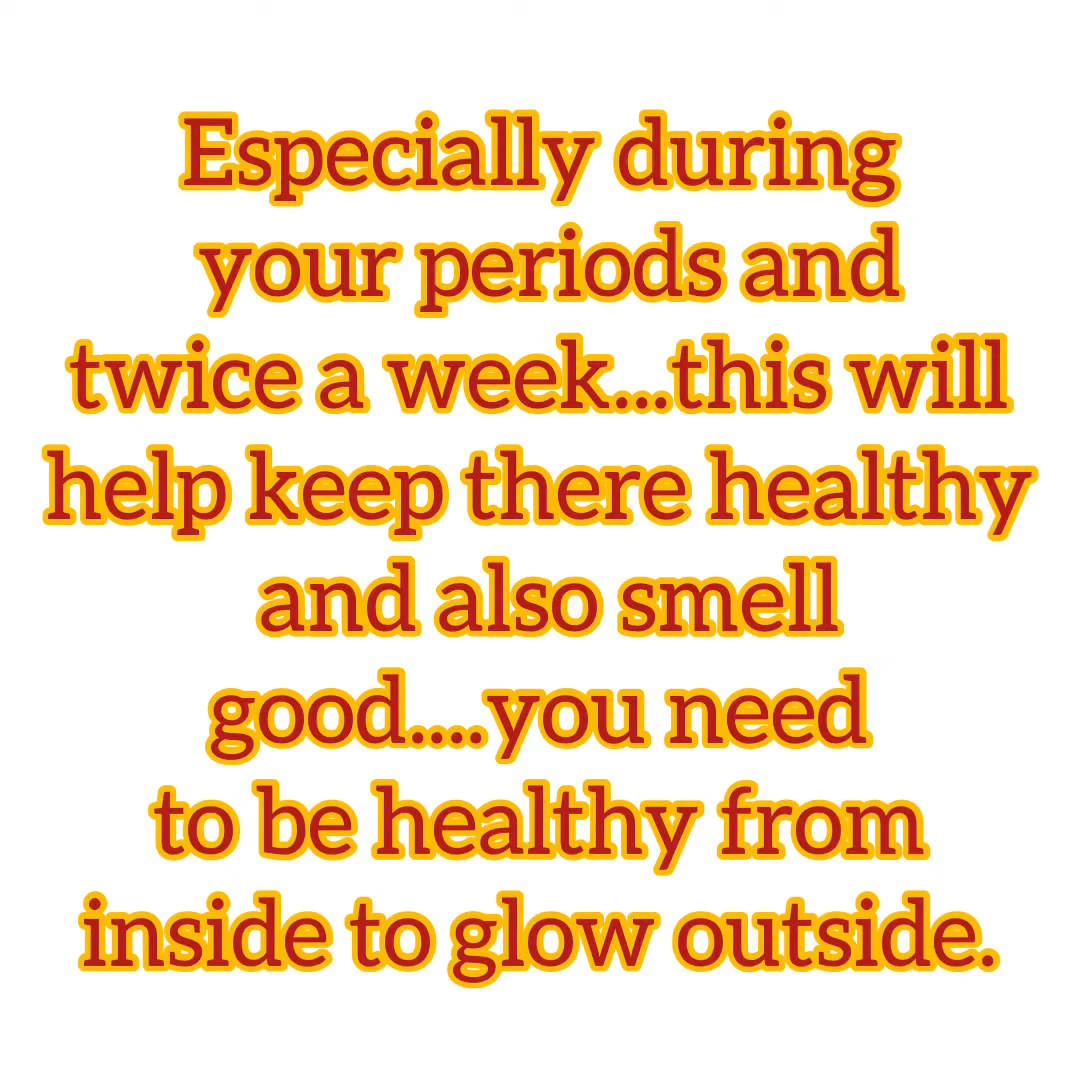 Especially during
your periods and
twice a week...this will
help keep there healthy
and also smell
good....you need
to be healthy from
inside to glow outside.